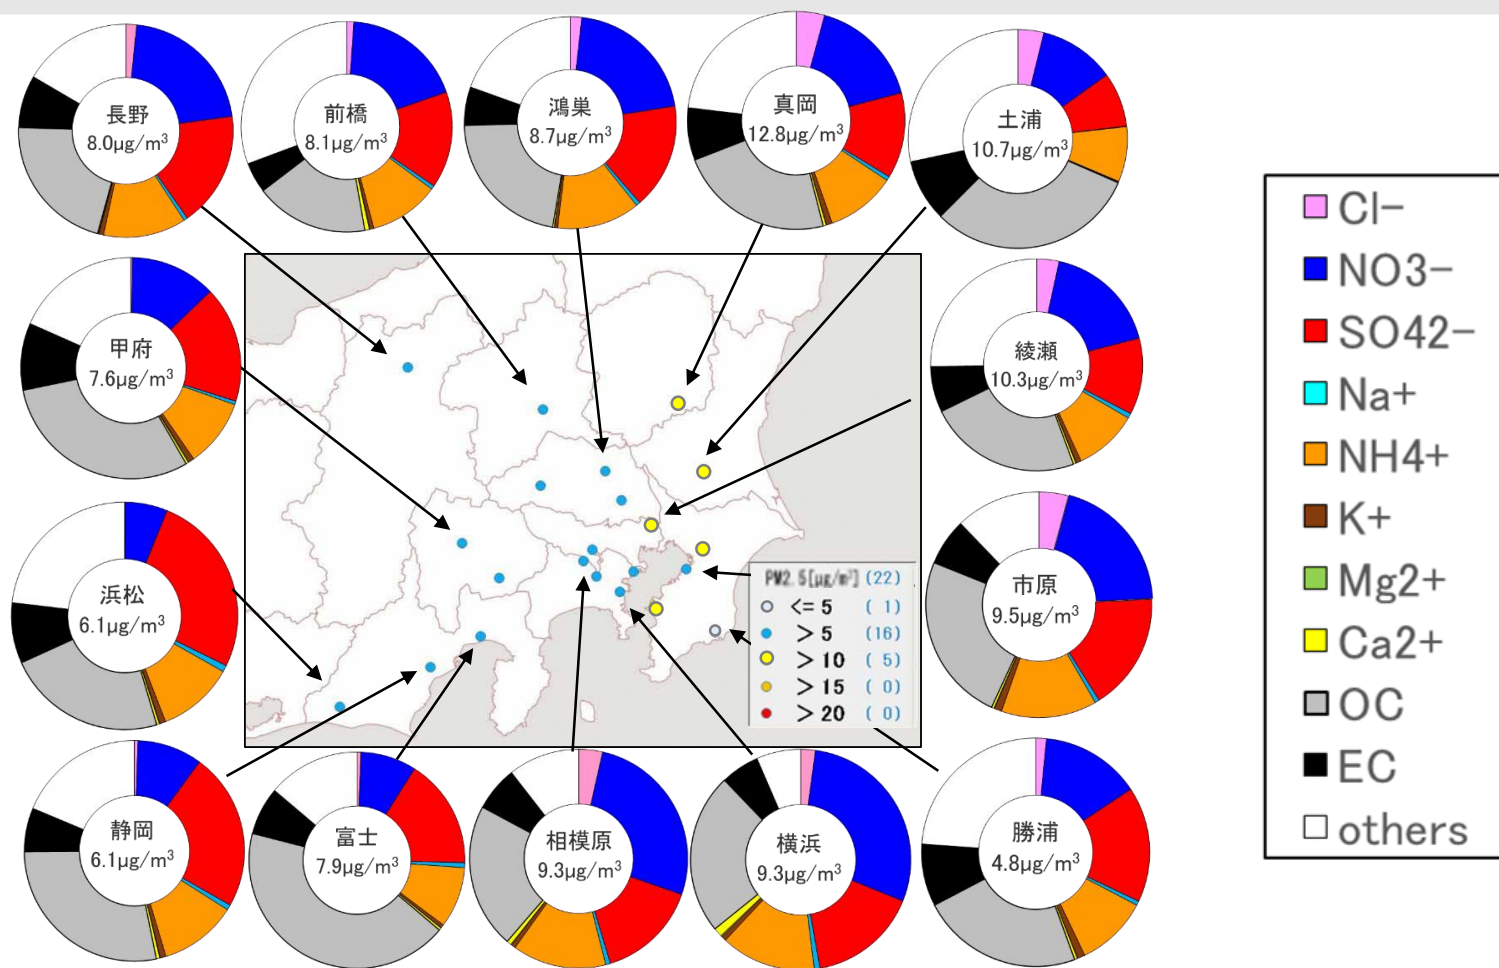 長野
8.0μg/m³
前橋
8.1μg/m³
鴻巣
8.7μg/m³
真岡
12.8μg/m³
土浦
10.7μg/m³
甲府
7.6μg/m³
綾瀬
10.3μg/m³
浜松
6.1μg/m³
市原
9.5μg/m³
静岡
6.1μg/m³
富士
7.9μg/m³
相模原
9.3μg/m³
横浜
9.3μg/m³
勝浦
4.8μg/m³
PM2.5[μg/m³] (22)
<= 5 ( 1)
> 5 (16)
> 10 ( 5)
> 15 ( 0)
> 20 ( 0)
Cl−
NO3−
SO42−
Na+
NH4+
K+
Mg2+
Ca2+
OC
EC
others